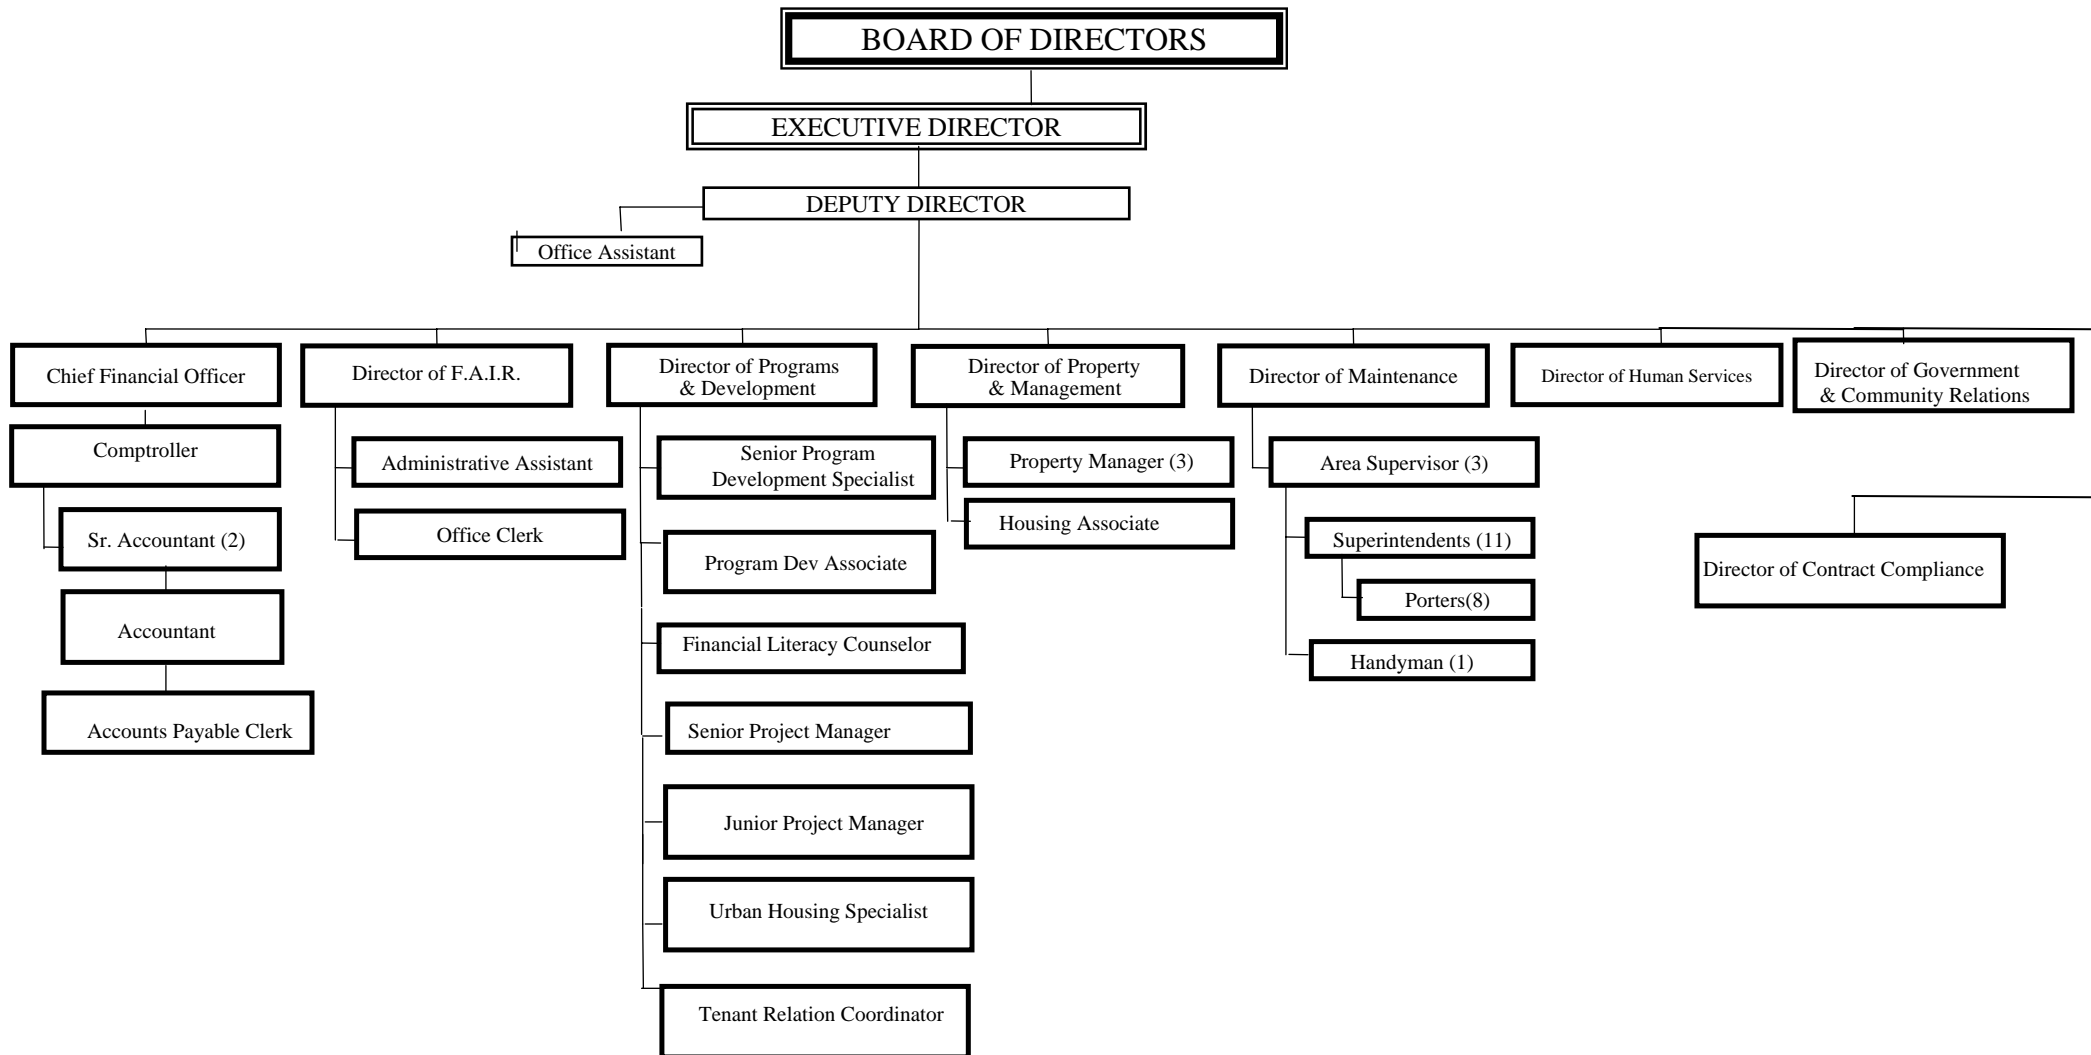 BOARD OF DIRECTORS
EXECUTIVE DIRECTOR
DEPUTY DIRECTOR
Office Assistant
Chief Financial Officer
Comptroller
Sr. Accountant (2)
Accountant
Accounts Payable Clerk
Director of F.A.I.R.
Administrative Assistant
Office Clerk
Director of Programs
& Development
Senior Program
Development Specialist
Program Dev Associate
Financial Literacy Counselor
Senior Project Manager
Junior Project Manager
Urban Housing Specialist
Tenant Relation Coordinator
Director of Property
& Management
Property Manager (3)
Housing Associate
Director of Maintenance
Area Supervisor (3)
Superintendents (11)
Porters(8)
Handyman (1)
Director of Human Services
Director of Government
& Community Relations
Director of Contract Compliance